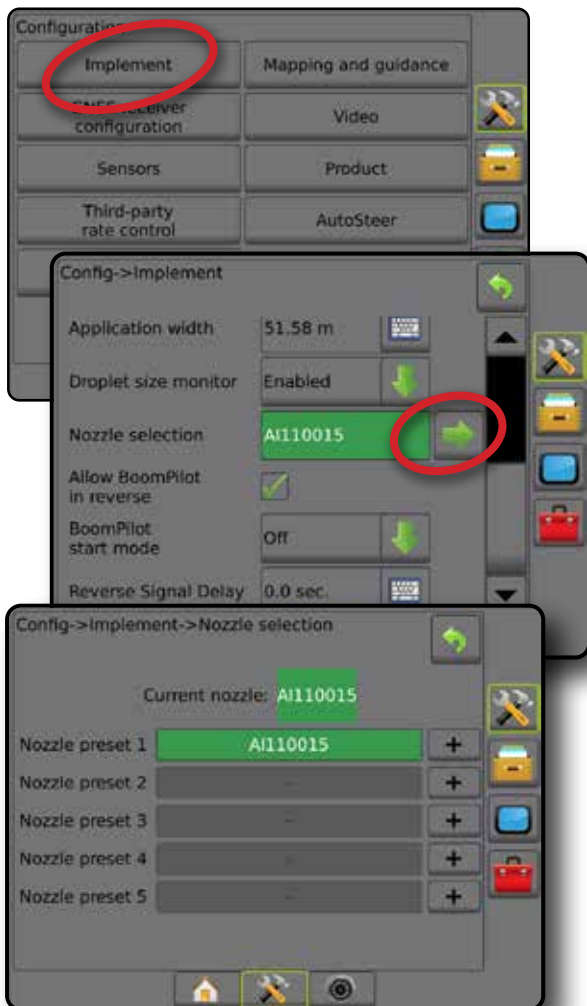 Configuration
Implement
Mapping and guidance
GNSS receiver
configuration
Video
Sensors
Product
Third-party
rate control
AutoSteer
Config->Implement
Application width
51.58 m
Droplet size monitor
Enabled
Nozzle selection
AI110015
Allow BoomPilot
in reverse
BoomPilot
start mode
Off
Reverse Signal Delay
0.0 sec.
Config->Implement->Nozzle selection
Current nozzle: AI110015
Nozzle preset 1 AI110015 +
Nozzle preset 2 - +
Nozzle preset 3 - +
Nozzle preset 4 - +
Nozzle preset 5 - +